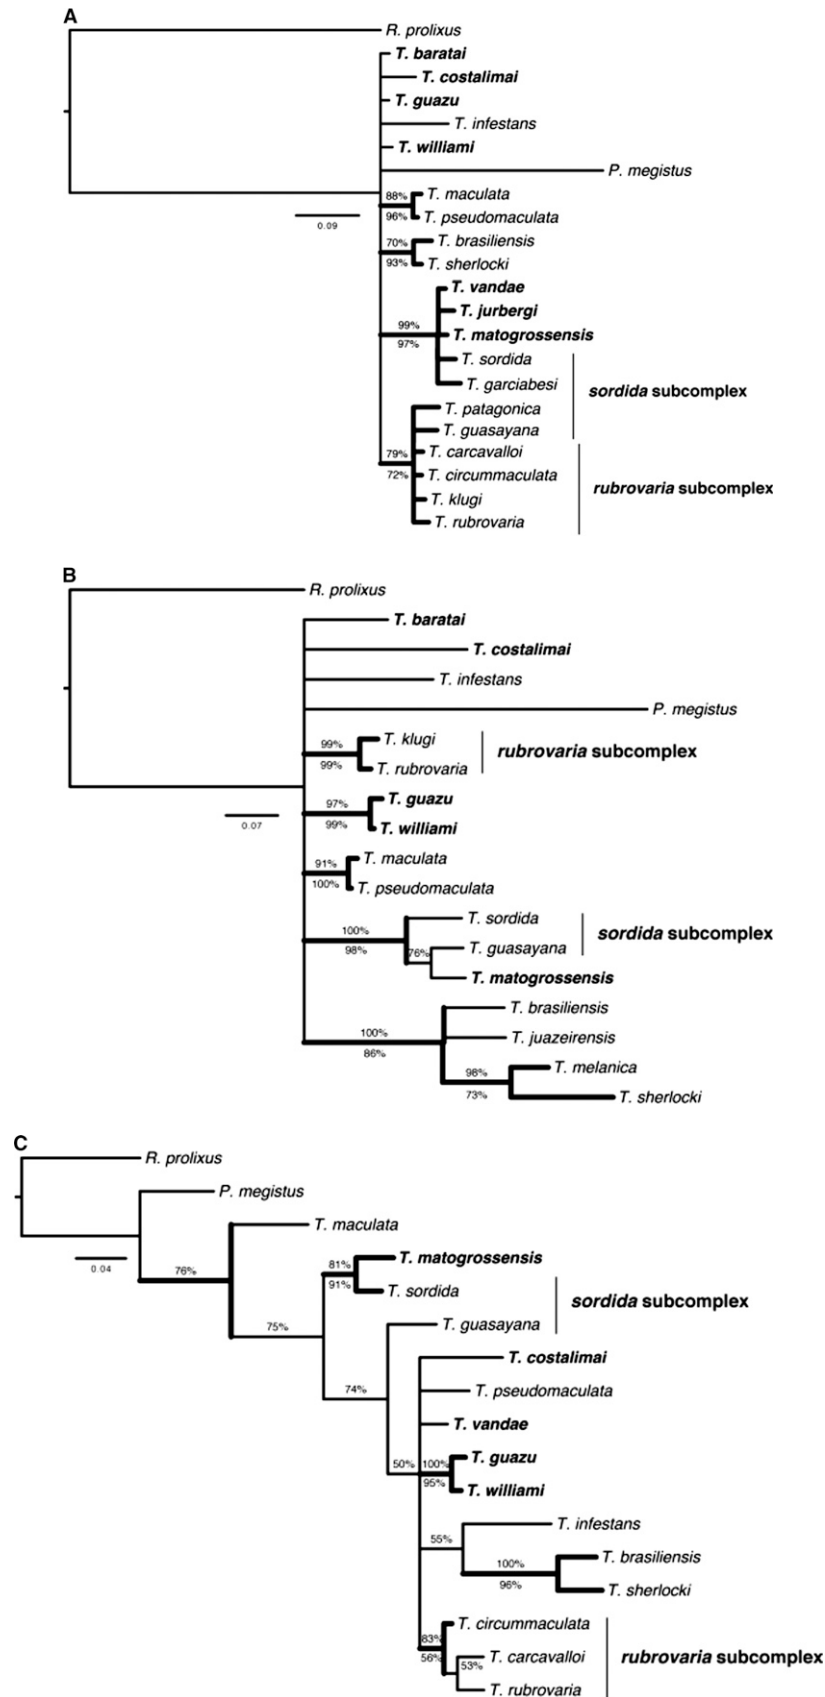 A
R. prolixus
T. baratai
T. costalimai
T. guazu
T. infestans
T. williami
P. megistus
88%
T. maculata
96%
T. pseudomaculata
0.09
70%
T. brasiliensis
93%
T. sherlocki
T. vandae
T. jurbergi
99%
T. matogrossensis
97%
T. sordida
T. garciabesi
sordida subcomplex
T. patagonica
T. guasayana
79%
T. carcavalloi
72%
T. circummaculata
rubrovaria subcomplex
T. klugi
T. rubrovaria
B
R. prolixus
T. baratai
T. costalimai
T. infestans
P. megistus
99%
T. klugi
rubrovaria subcomplex
99%
T. rubrovaria
97%
T. guazu
0.07
99%
T. williami
91%
T. maculata
100%
T. pseudomaculata
T. sordida
100%
sordida subcomplex
98%
76%
T. guasayana
T. matogrossensis
T. brasiliensis
100%
T. juazeirensis
86%
98%
T. melanica
73%
T. sherlocki
C
R. prolixus
P. megistus
T. maculata
0.04
76%
81%
T. matogrossensis
91%
T. sordida
sordida subcomplex
75%
T. guasayana
T. costalimai
74%
T. pseudomaculata
T. vandae
50%
100%
T. guazu
95%
T. williami
T. infestans
55%
100%
T. brasiliensis
96%
T. sherlocki
T. circummaculata
83%
56%
T. carcavalloi
rubrovaria subcomplex
53%
T. rubrovaria